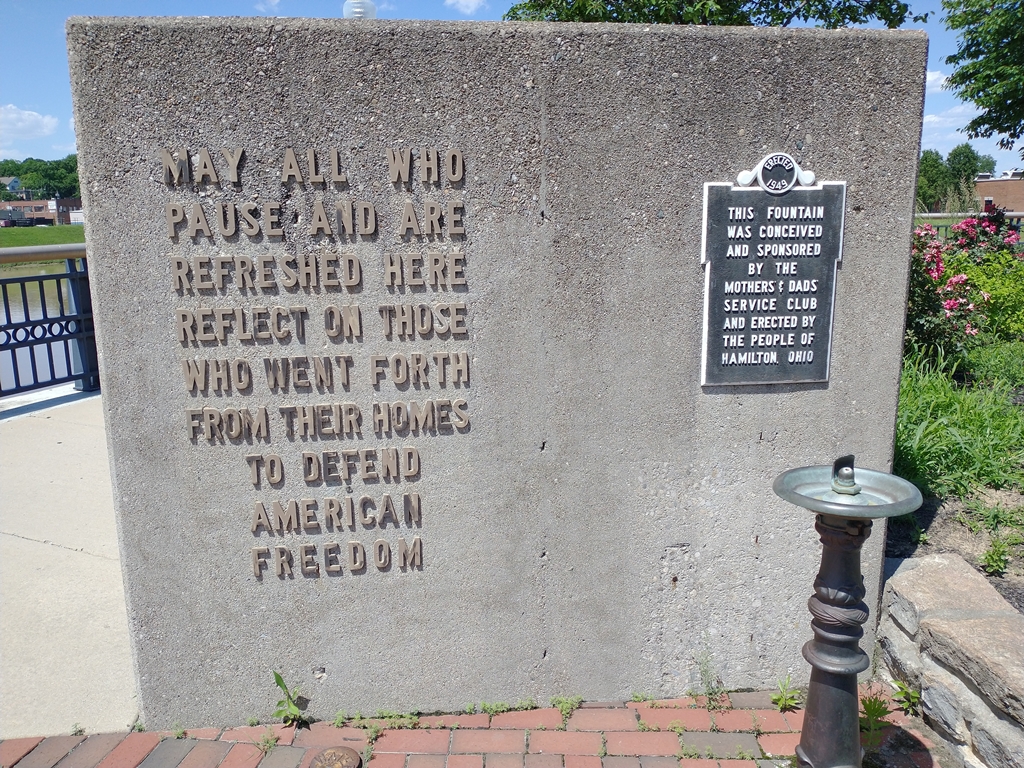 MAY ALL WHO
PAUSE AND ARE
REFRESHED HERE
REFLECT ON THOSE
WHO WENT FORTH
FROM THEIR HOMES
TO DEFEND
AMERICAN
FREEDOM
ERECTED
1948
THIS FOUNTAIN
WAS CONCEIVED
AND SPONSORED
BY THE
MOTHERS & DADS
SERVICE CLUB
AND ERECTED BY
THE PEOPLE OF
HAMILTON, OHIO